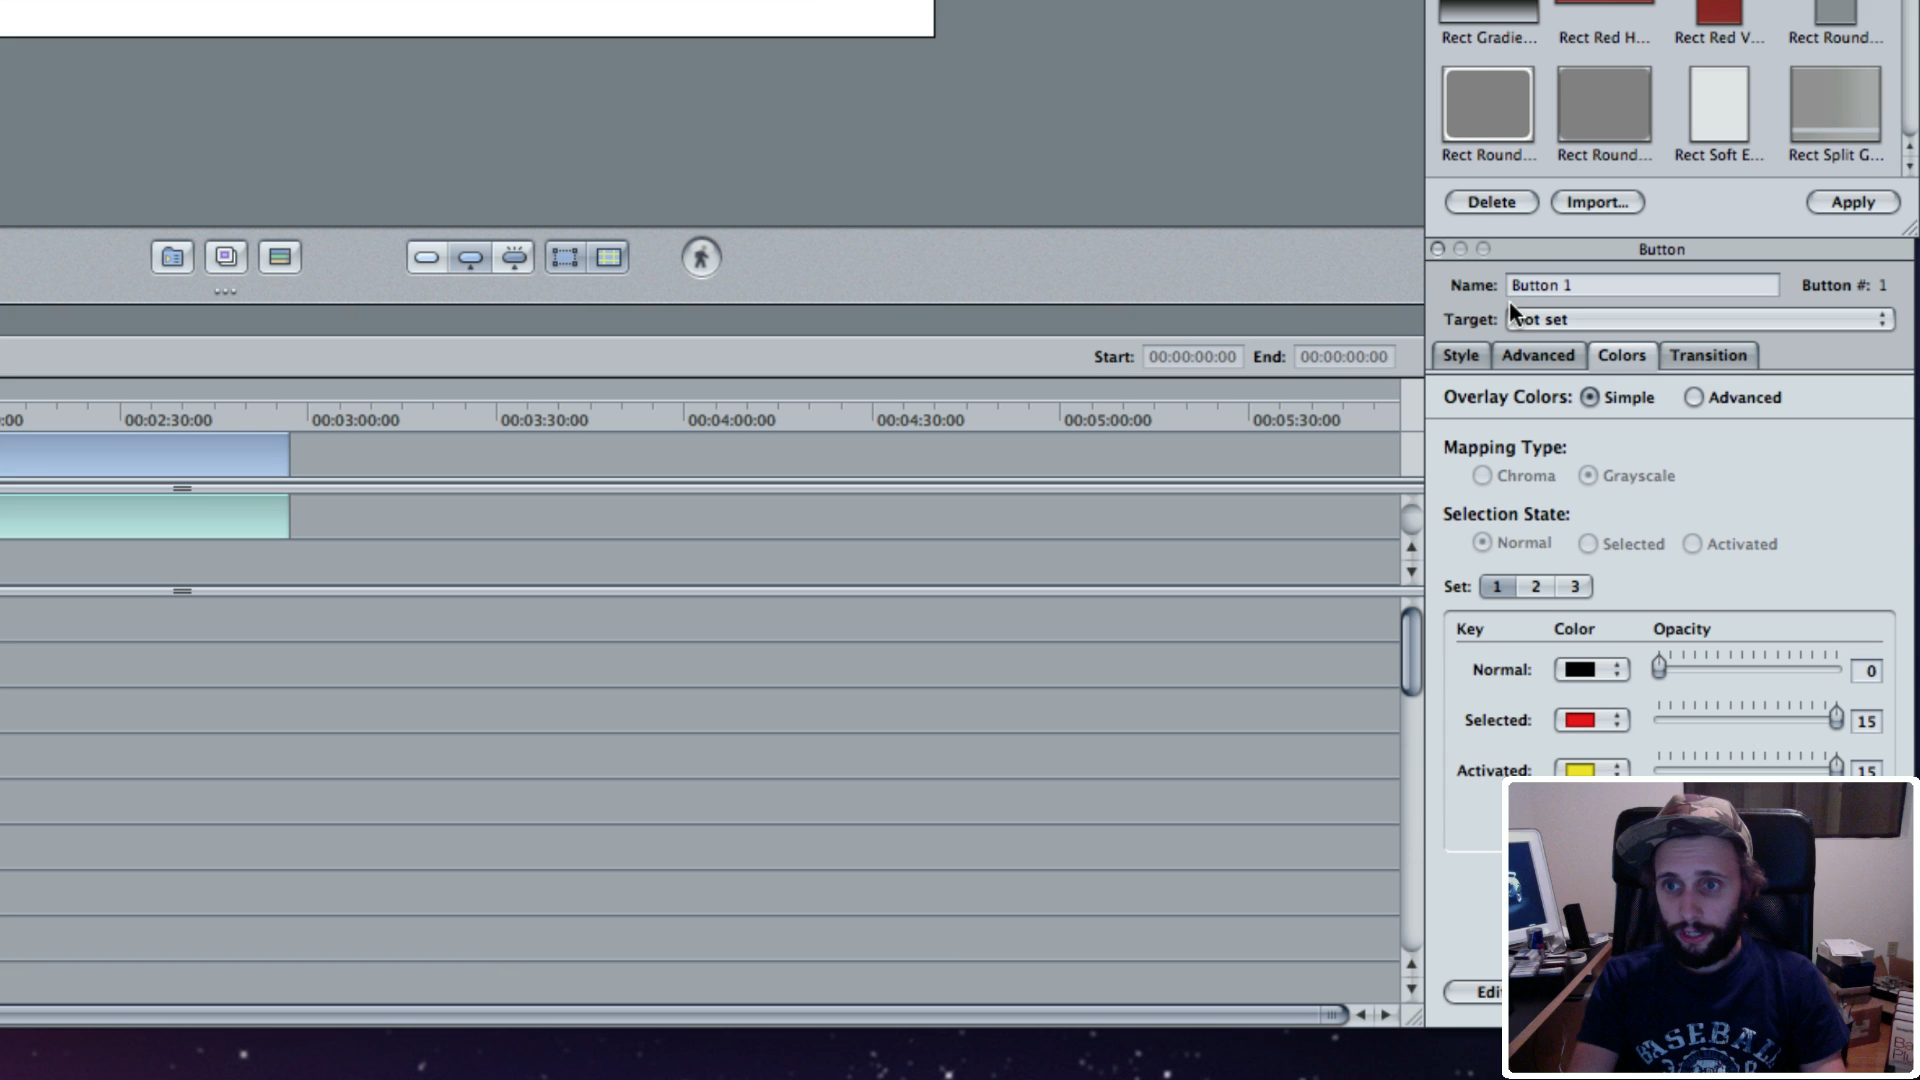 Rect Gradie... Rect Red H... Rect Red V... Rect Round...
Rect Round... Rect Round... Rect Soft E... Rect Split G...
Delete Import... Apply
Button
Name: Button 1 Button #: 1
Target: ot set
Style Advanced Colors Transition
Overlay Colors: Simple Advanced
Mapping Type:
Chroma Grayscale
Selection State:
Normal Selected Activated
Set: 1 2 3
Key Color Opacity
Normal: 0
Selected: 15
Activated: 15
Edi
Start: 00:00:00:00 End: 00:00:00:00
:00 00:02:30:00 00:03:00:00 00:03:30:00 00:04:00:00 00:04:30:00 00:05:00:00 00:05:30:00
BASEBAL